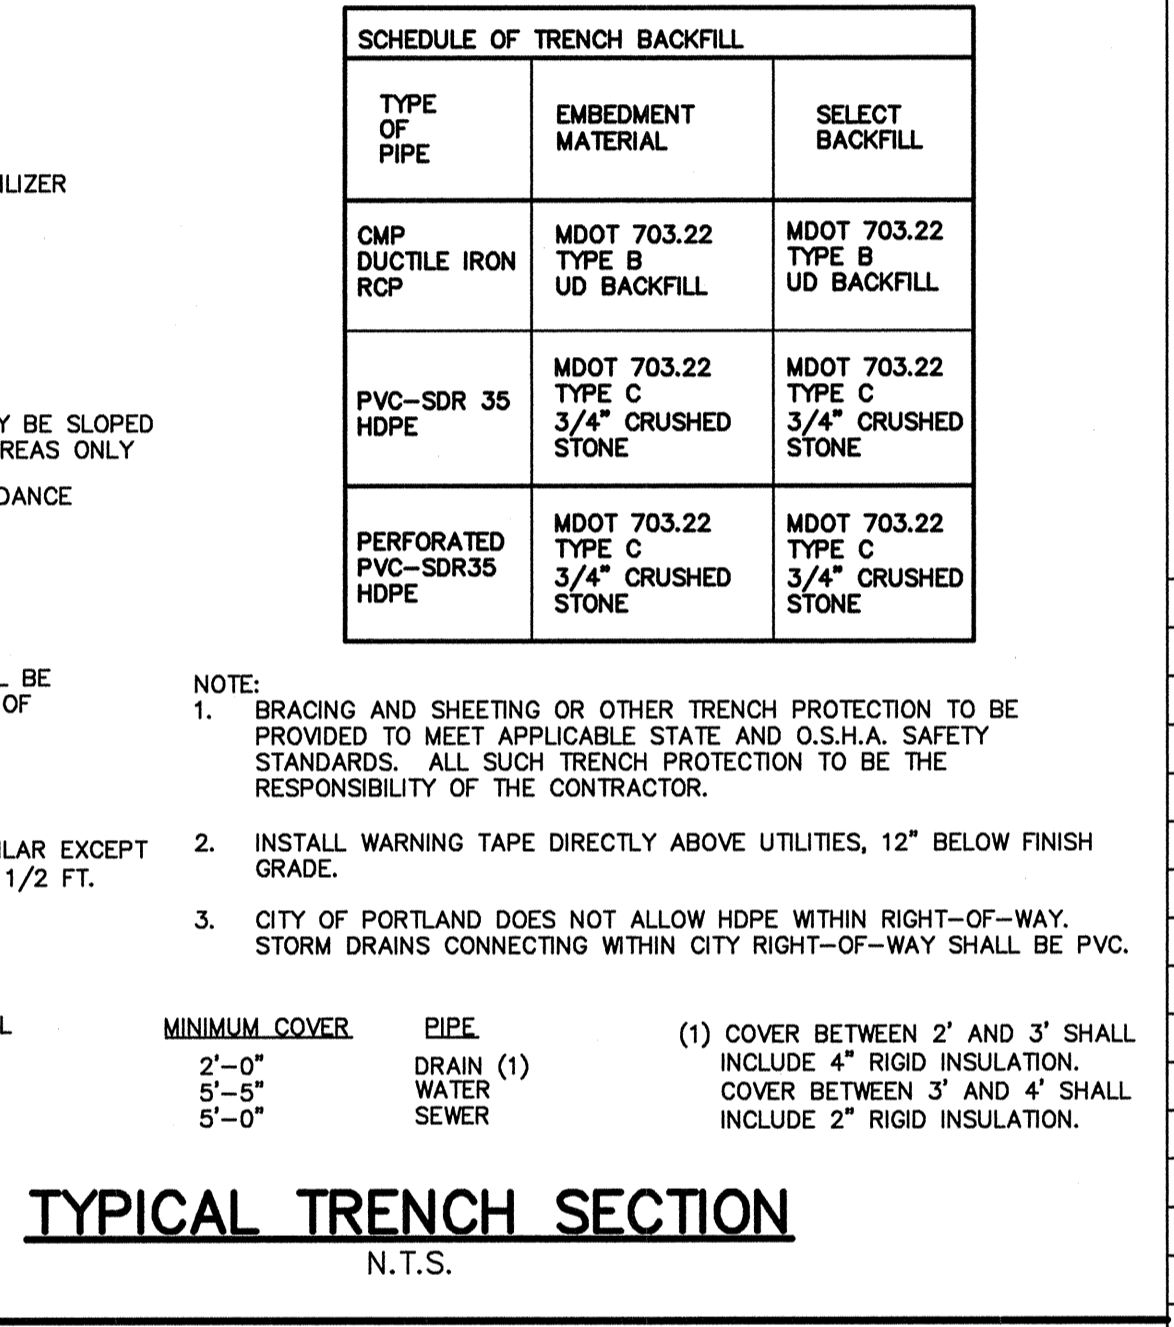 SCHEDULE OF TRENCH BACKFILL
TYPE
OF
PIPE
EMBEDMENT
MATERIAL
SELECT
BACKFILL
CMP
DUCTILE IRON
RCP
MDOT 703.22
TYPE B
UD BACKFILL
MDOT 703.22
TYPE B
UD BACKFILL
PVC-SDR 35
HDPE
MDOT 703.22
TYPE C
3/4" CRUSHED
STONE
MDOT 703.22
TYPE C
3/4" CRUSHED
STONE
PERFORATED
PVC-SDR35
HDPE
MDOT 703.22
TYPE C
3/4" CRUSHED
STONE
MDOT 703.22
TYPE C
3/4" CRUSHED
STONE
ILIZER
Y BE SLOPED
REAS ONLY
DANCE
L BE
OF
ILAR EXCEPT
1/2 FT.
L
NOTE:
1. BRACING AND SHEETING OR OTHER TRENCH PROTECTION TO BE
PROVIDED TO MEET APPLICABLE STATE AND O.S.H.A. SAFETY
STANDARDS. ALL SUCH TRENCH PROTECTION TO BE THE
RESPONSIBILITY OF THE CONTRACTOR.
2. INSTALL WARNING TAPE DIRECTLY ABOVE UTILITIES, 12" BELOW FINISH
GRADE.
3. CITY OF PORTLAND DOES NOT ALLOW HDPE WITHIN RIGHT-OF-WAY.
STORM DRAINS CONNECTING WITHIN CITY RIGHT-OF-WAY SHALL BE PVC.
MINIMUM COVER PIPE
2'-0" DRAIN (1)
5'-5" WATER
5'-0" SEWER
(1) COVER BETWEEN 2' AND 3' SHALL
INCLUDE 4" RIGID INSULATION.
COVER BETWEEN 3' AND 4' SHALL
INCLUDE 2" RIGID INSULATION.
TYPICAL TRENCH SECTION
N.T.S.